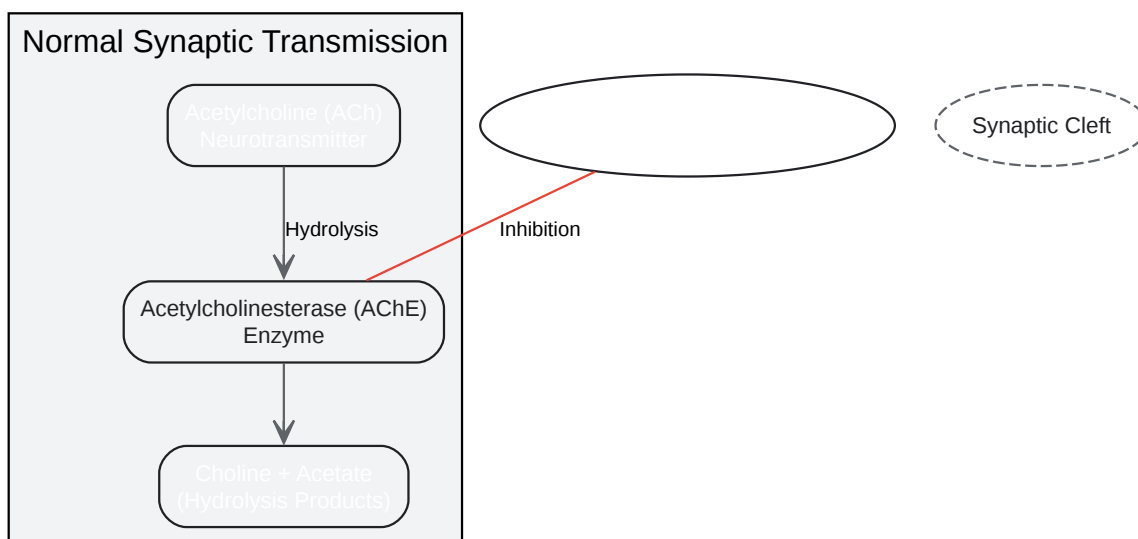 Normal Synaptic Transmission
Acetylcholine (ACh)
Neurotransmitter
Synaptic Cleft
Hydrolysis
Inhibition
Acetylcholinesterase (AChE)
Enzyme
Choline + Acetate
(Hydrolysis Products)